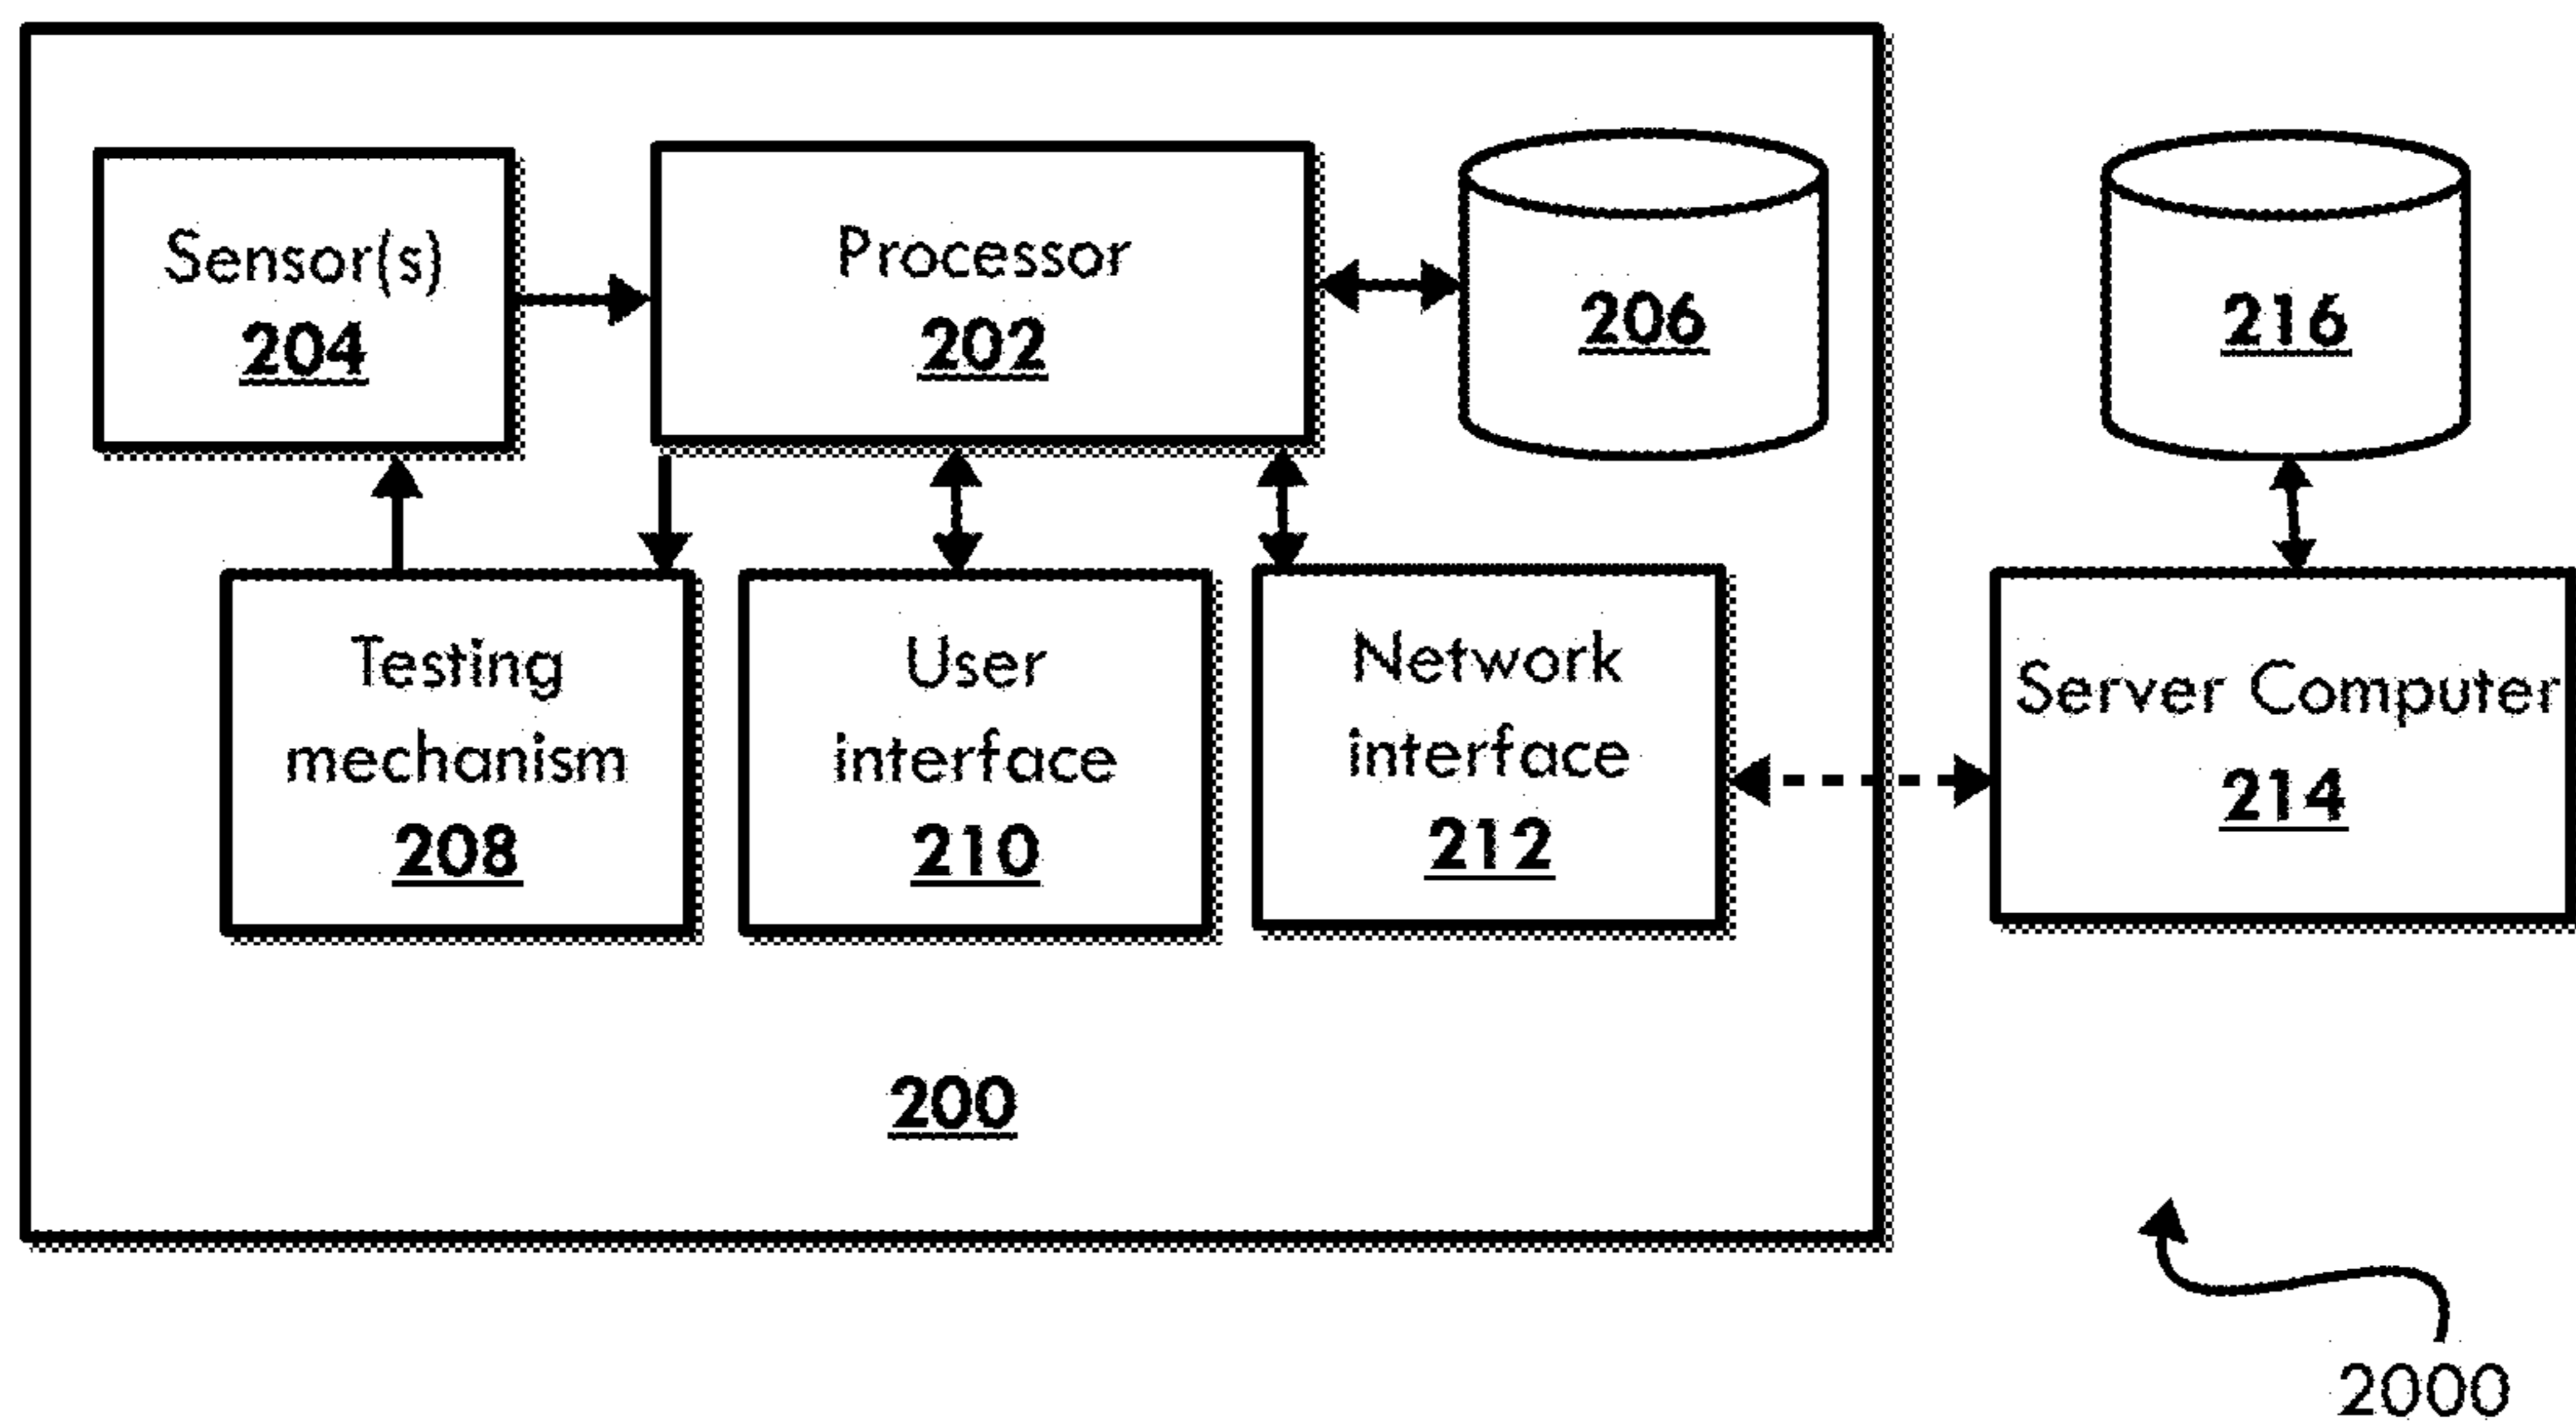 Sensor(s)
204
Processor
202
206
216
Testing
mechanism
208
User
interface
210
Network
interface
212
Server Computer
214
200
2000